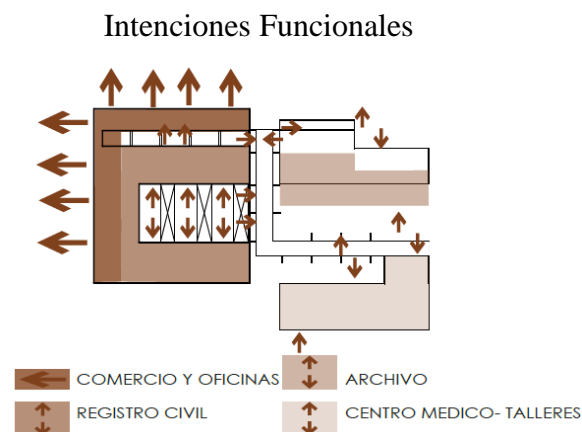 Intenciones Funcionales
COMERCIO Y OFICINAS
ARCHIVO
REGISTRO CIVIL
CENTRO MEDICO- TALLERES